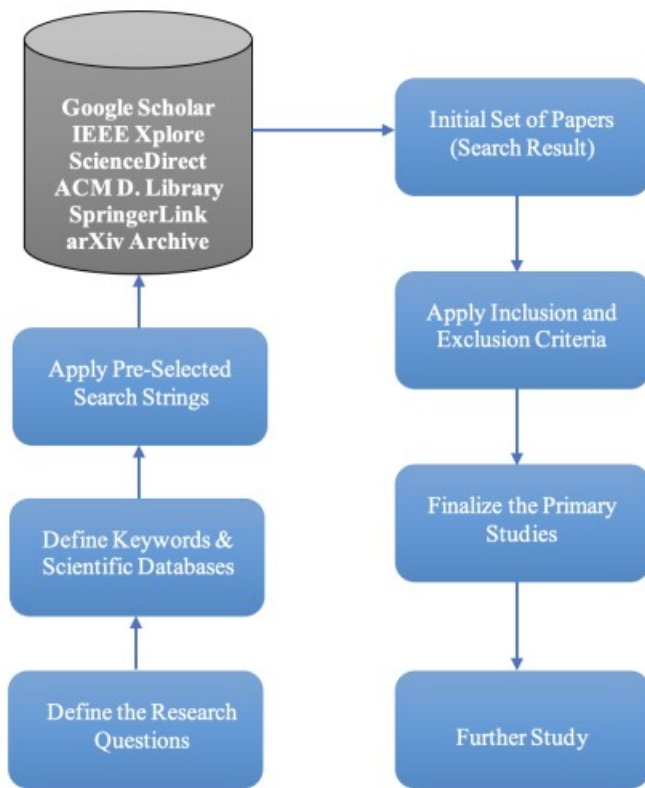 Google Scholar
IEEE Xplore
ScienceDirect
ACM D. Library
SpringerLink
arXiv Archive
Apply Pre-Selected
Search Strings
Define Keywords &
Scientific Databases
Define the Research
Questions
Initial Set of Papers
(Search Result)
Apply Inclusion and
Exclusion Criteria
Finalize the Primary
Studies
Further Study